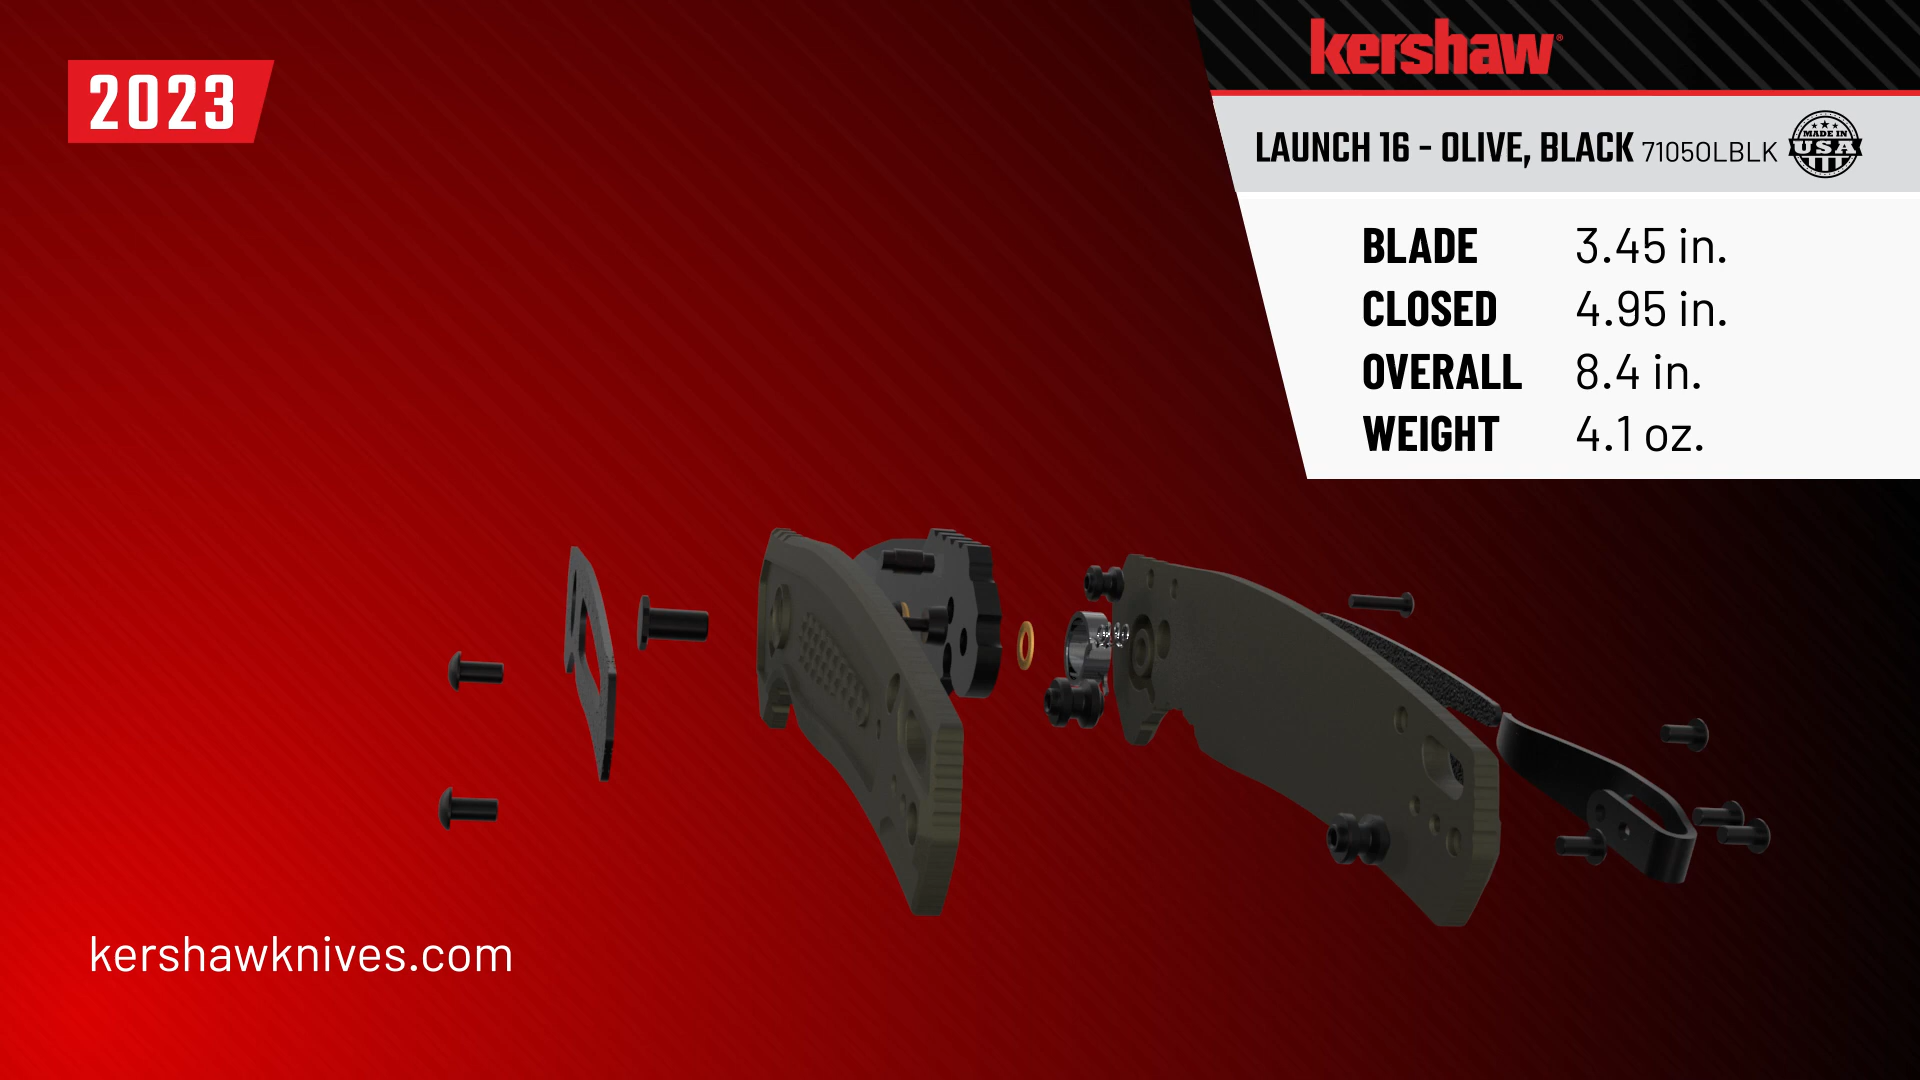 2023
kershaw®
LAUNCH 16 - OLIVE, BLACK 7105OLBLK
MADE IN
USA
BLADE 3.45 in.
CLOSED 4.95 in.
OVERALL 8.4 in.
WEIGHT 4.1 oz.
kershawknives.com